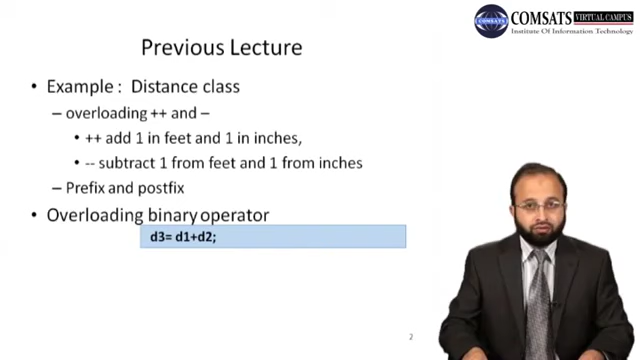 COMSATS
COMSATS VIRTUAL CAMPUS
Institute Of Information Technology
Previous Lecture
• Example : Distance class
– overloading ++ and –
• ++ add 1 in feet and 1 in inches,
• -- subtract 1 from feet and 1 from inches
– Prefix and postfix
• Overloading binary operator
d3= d1+d2;
2